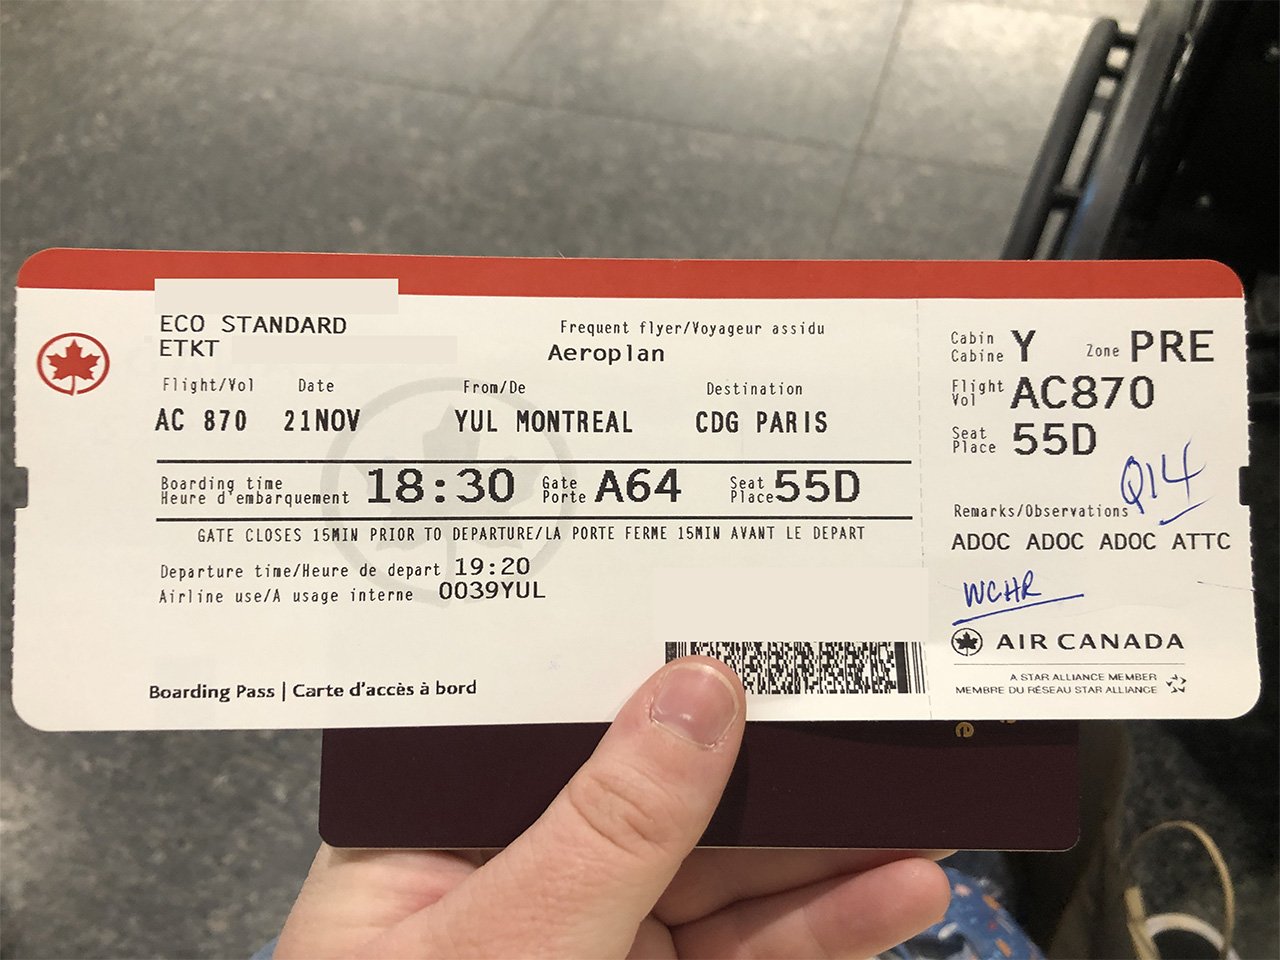 ECO STANDARD
ETKT
Frequent flyer/Voyageur assidu
Aeroplan
Flight/Vol Date From/De Destination
AC 870 21NOV YUL MONTREAL CDG PARIS
Boarding time
Heure d'embarquement 18:30 Gate
Porte A64 Seat
Place 55D
GATE CLOSES 15MIN PRIOR TO DEPARTURE/LA PORTE FERME 15MIN AVANT LE DEPART
Departure time/Heure de depart 19:20
Airline use/A usage interne 0039YUL
Boarding Pass | Carte d'accès à bord
Cabin
Cabine Y Zone PRE
Flight
Vol AC870
Seat
Place 55D
Q14
Remarks/Observations
ADOC ADOC ADOC ATTC
WCHR
AIR CANADA
A STAR ALLIANCE MEMBER
MEMBRE DU RÉSEAU STAR ALLIANCE
e